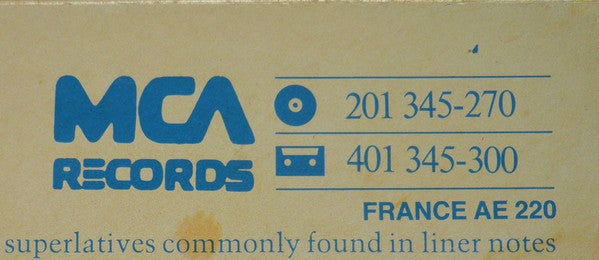 MCA
RECORDS
201 345-270
401 345-300
FRANCE AE 220
superlatives commonly found in liner notes